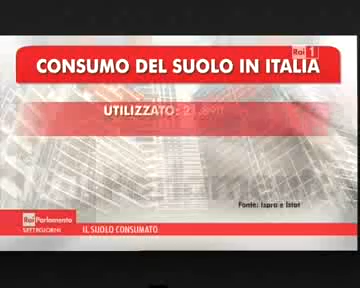 Rai 1
CONSUMO DEL SUOLO IN ITALIA
UTILIZZATO:
Fonte: Ispra e Istat
Rai Parlamento
SETTEGIORNI
IL SUOLO CONSUMATO